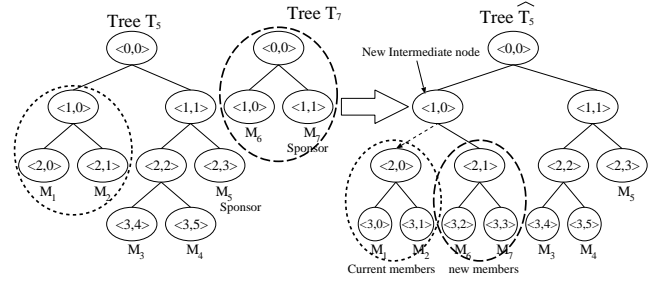 Tree T5
Tree T7
Tree T̂5
<0,0>
<0,0>
New Intermediate node
<0,0>
<1,0>
<1,1>
<1,0>
<1,1>
<1,0>
<1,1>
M6
M7
Sponsor
<2,0>
<2,1>
<2,2>
<2,3>
<2,0>
<2,1>
<2,2>
<2,3>
M1
M2
M5
Sponsor
M5
<3,4>
<3,5>
<3,0>
<3,1>
<3,2>
<3,3>
<3,4>
<3,5>
M3
M4
M1
M2
M6
M7
M3
M4
Current members
new members